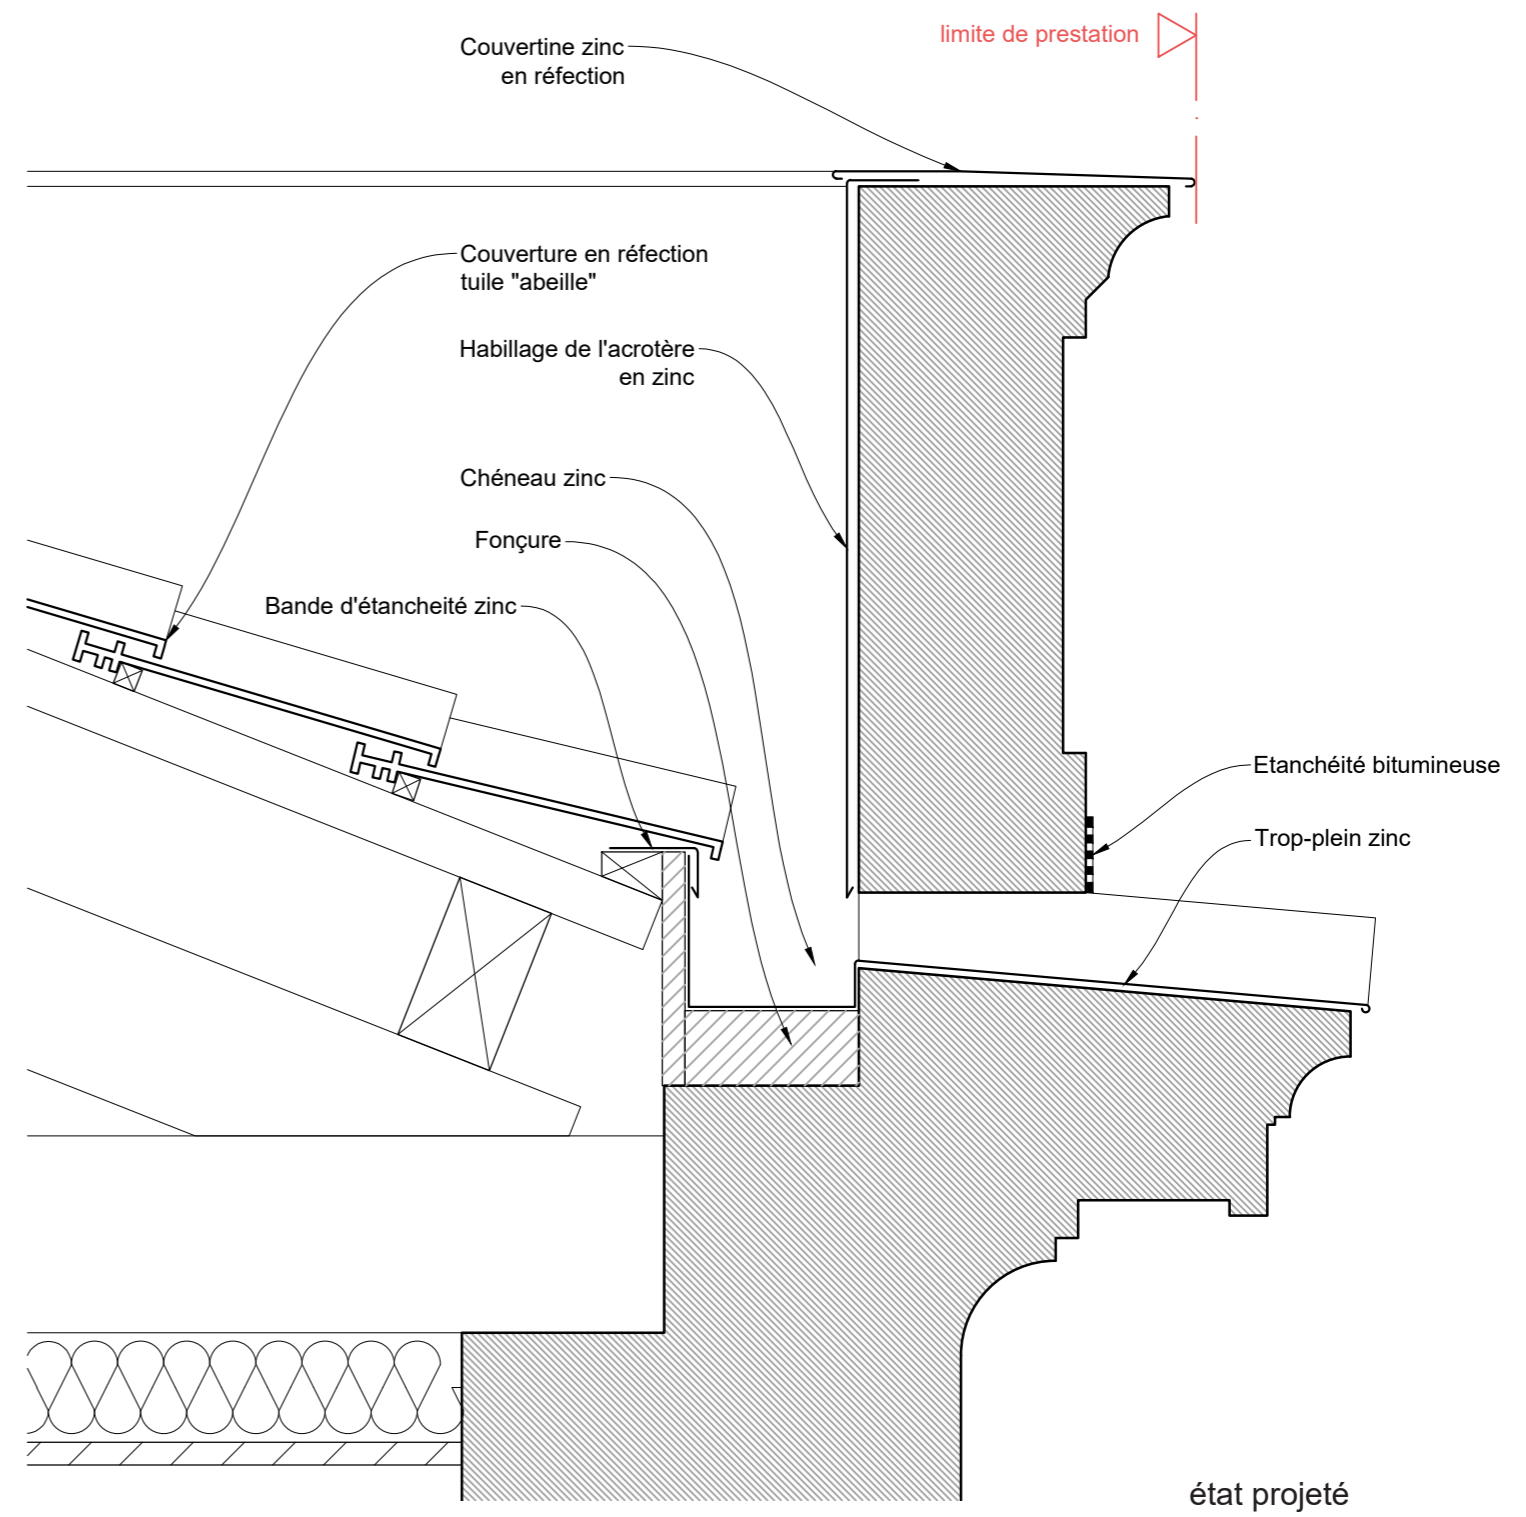 limite de prestation
Couvertine zinc
en réfection
Couverture en réfection
tuile "abeille"
Habillage de l'acrotère
en zinc
Chéneau zinc
Fonçure
Bande d'étancheité zinc
Etanchéité bitumineuse
Trop-plein zinc
état projeté